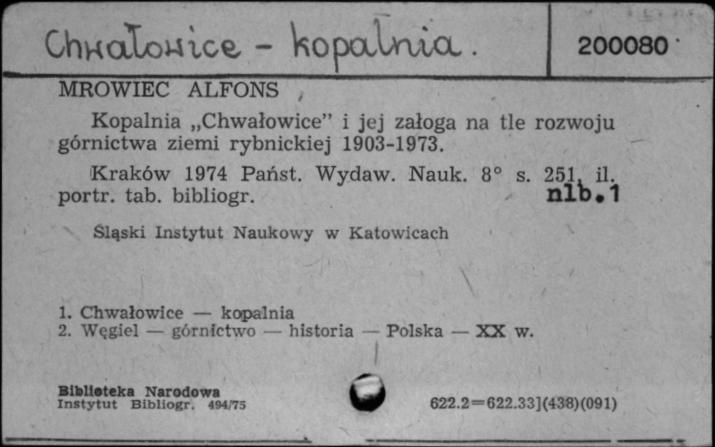 Chwałowice - kopalnia.
200080
MROWIEC ALFONS
Kopalnia „Chwałowice” i jej załoga na tle rozwoju
górnictwa ziemi rybnickiej 1903-1973.
Kraków 1974 Państ. Wydaw. Nauk. 8° s. 251, il.
portr. tab. bibliogr. nlb.1
Śląski Instytut Naukowy w Katowicach
1. Chwałowice — kopalnia
2. Węgiel — górnictwo — historia — Polska — XX w.
Biblioteka Narodowa
Instytut Bibliogr. 494/75
622.2=622.33](438)(091)